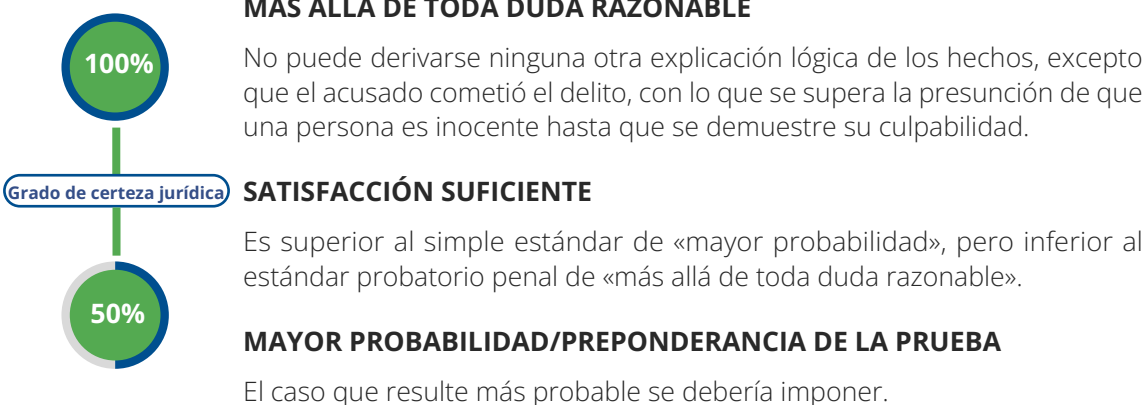 MÁS ALLÁ DE TODA DUDA RAZONABLE
100%
No puede derivarse ninguna otra explicación lógica de los hechos, excepto
que el acusado cometió el delito, con lo que se supera la presunción de que
una persona es inocente hasta que se demuestre su culpabilidad.
Grado de certeza jurídica
SATISFACCIÓN SUFICIENTE
Es superior al simple estándar de «mayor probabilidad», pero inferior al
estándar probatorio penal de «más allá de toda duda razonable».
50%
MAYOR PROBABILIDAD/PREPONDERANCIA DE LA PRUEBA
El caso que resulte más probable se debería imponer.